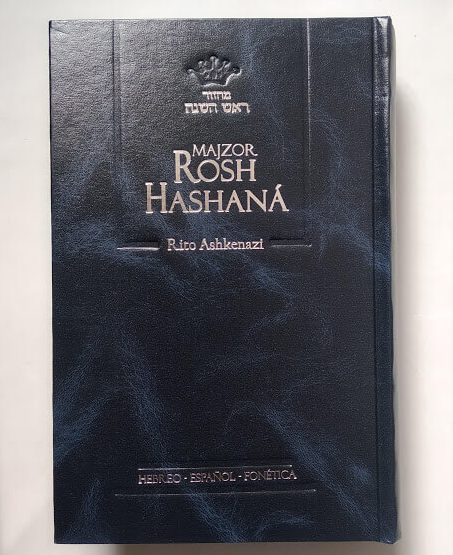 מחזור
ראש השנה
MAJZOR
ROSH
HASHANÁ
Rito Ashkenazi
HEBREO - ESPAÑOL - FONÉTICA